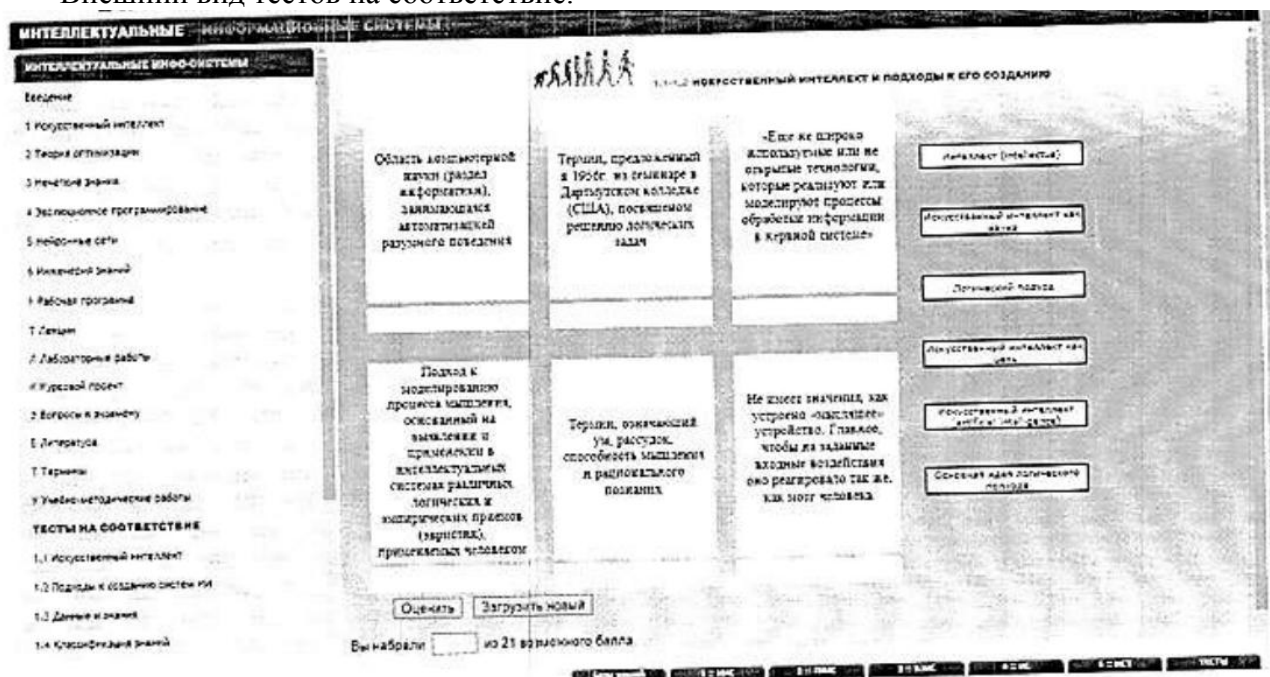 Внешний вид тестов на соответствие.
ИНТЕЛЛЕКТУАЛЬНЫЕ ИНФОРМАЦИОННЫЕ СИСТЕМЫ
ИНТЕЛЛЕКТУАЛЬНЫЕ ИНФО-СИСТЕМЫ
Введение
1 Искусственный интеллект
2 Теория оптимизации
3 Нечеткие знания
4 Эволюционное программирование
5 Нейронные сети
6 Инженерия знаний
Рабочая программа
Лекции
Лабораторные работы
Курсовой проект
Вопросы к экзамену
Литература
Т Термины
У Учебно-методические работы
ТЕСТЫ НА СООТВЕТСТВИЕ
1.1 Искусственный интеллект
1.2 Подходы к созданию систем ИИ
1.3 Данные и знания
1.4 Классификация знаний
1.1-1.2 ИСКУССТВЕННЫЙ ИНТЕЛЛЕКТ И ПОДХОДЫ К ЕГО СОЗДАНИЮ
Область компьютерной
науки (раздел
информатики),
занимающаяся
автоматизацией
разумного поведения
Термин, предложенный
в 1956г. на семинаре в
Дартмутском колледже
(США), посвященом
решению логических
задач
«Еще не широко
используемые или не
открытые технологии,
которые реализуют или
моделируют процессы
обработки информации
в нервной системе»
Подход к
моделированию
процесса мышления,
основанный на
выявлении и
применении в
интеллектуальных
системах различных
логических и
эмпирических приемов
(эвристик),
применяемых человеком
Термин, означающий
ум, рассудок,
способность мышления
и рационального
познания
Не имеет значения, как
устроено «мыслящее»
устройство. Главное,
чтобы на заданные
входные воздействия
оно реагировало так же,
как мозг человека
Интеллект (intellectus)
Искусственный интеллект как
наука
Логический подход
Искусственный интеллект как
цель
Искусственный интеллект
(artificial intelligence)
Основная идея логического
подхода
Оценить
Загрузить новый
Вы набрали из 21 возможного балла
ТЕСТЫ